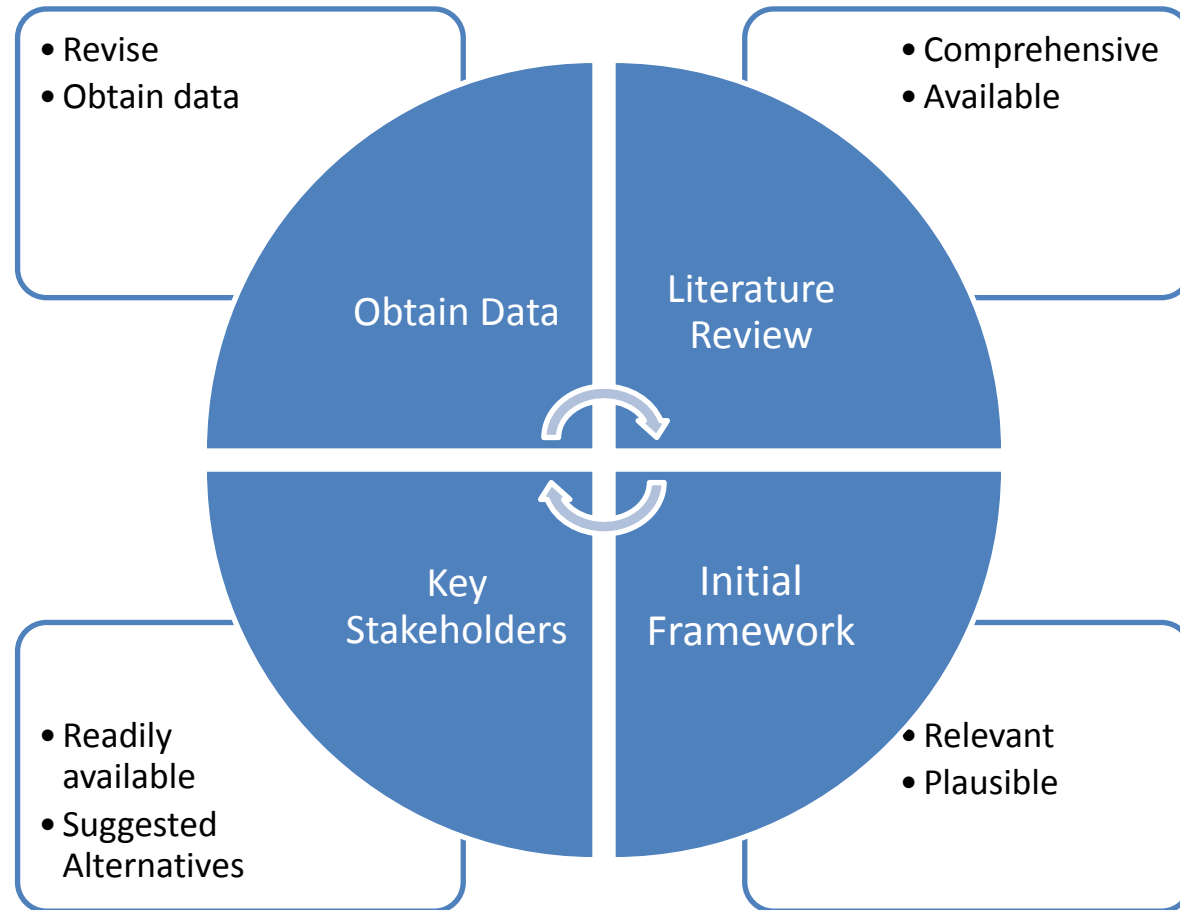 • Revise
• Obtain data
• Comprehensive
• Available
Obtain Data
Literature
Review
Key
Stakeholders
Initial
Framework
• Readily
available
• Suggested
Alternatives
• Relevant
• Plausible